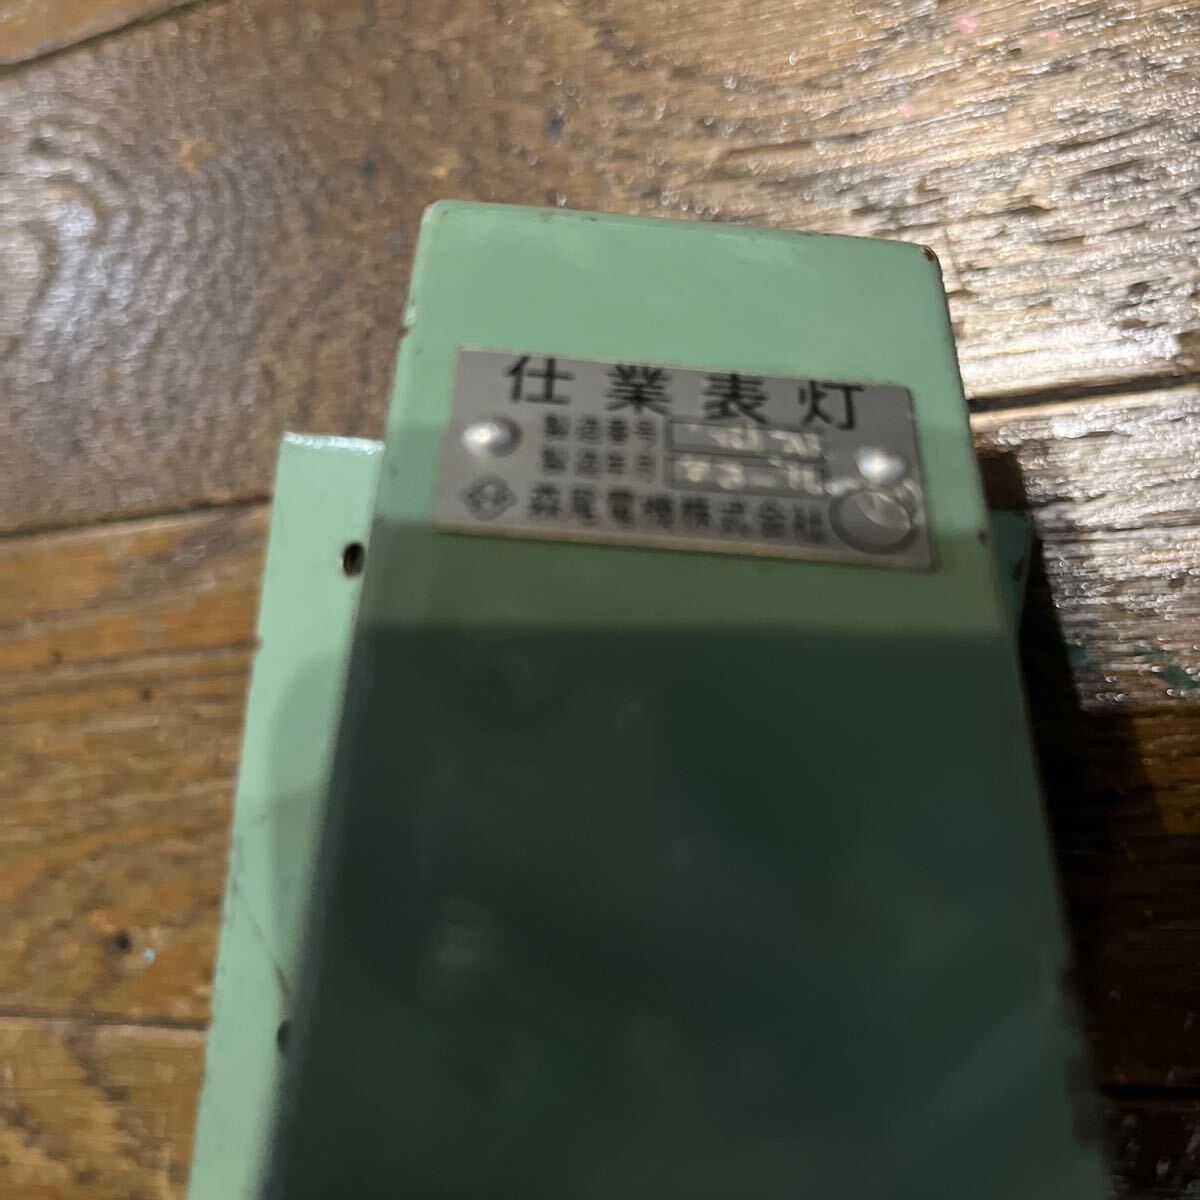 仕業表灯
製造番号
製造年月
森尾電機株式会社